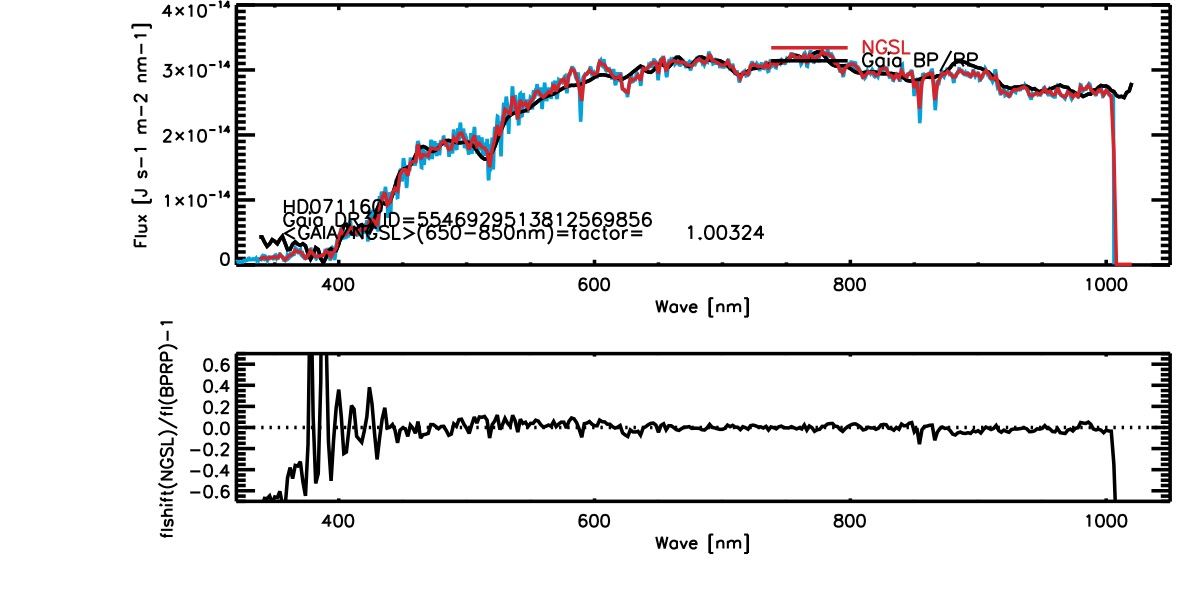 4×10−14
3×10−14
2×10−14
1×10−14
0
Flux [J s−1 m−2 nm−1]
NGSL
Gaia BP/RP
HD071160
Gaia DR3 ID=5546929513812569856
<GAIA/NGSL>(650−850nm)=factor= 1.00324
400 600 800 1000
Wave [nm]
flshift(NGSL)/fl(BPRP)−1
0.6
0.4
0.2
0.0
−0.2
−0.4
−0.6
400 600 800 1000
Wave [nm]